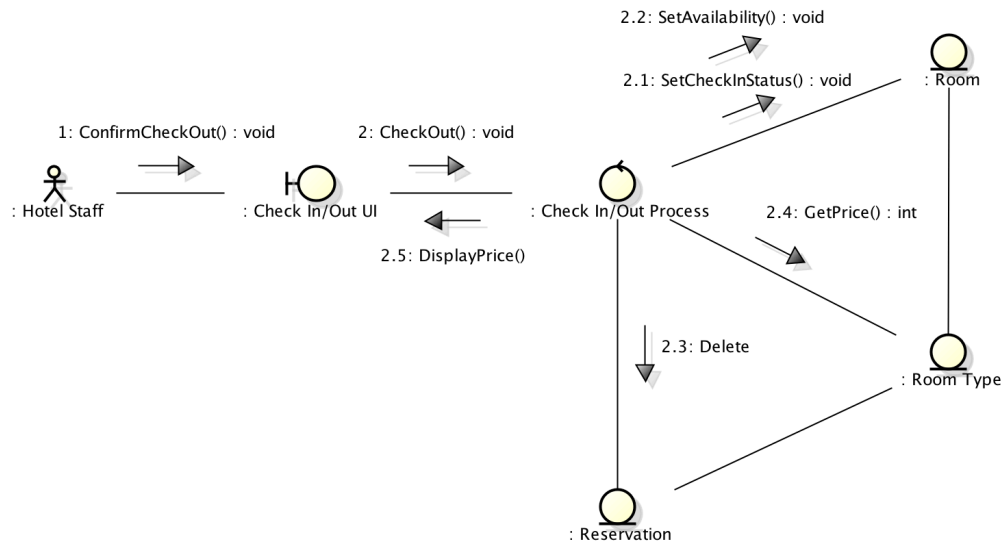 2.2: SetAvailability() : void
2.1: SetCheckInStatus() : void
: Room
1: ConfirmCheckOut() : void
2: CheckOut() : void
: Hotel Staff
: Check In/Out UI
: Check In/Out Process
2.4: GetPrice() : int
2.5: DisplayPrice()
2.3: Delete
: Room Type
: Reservation